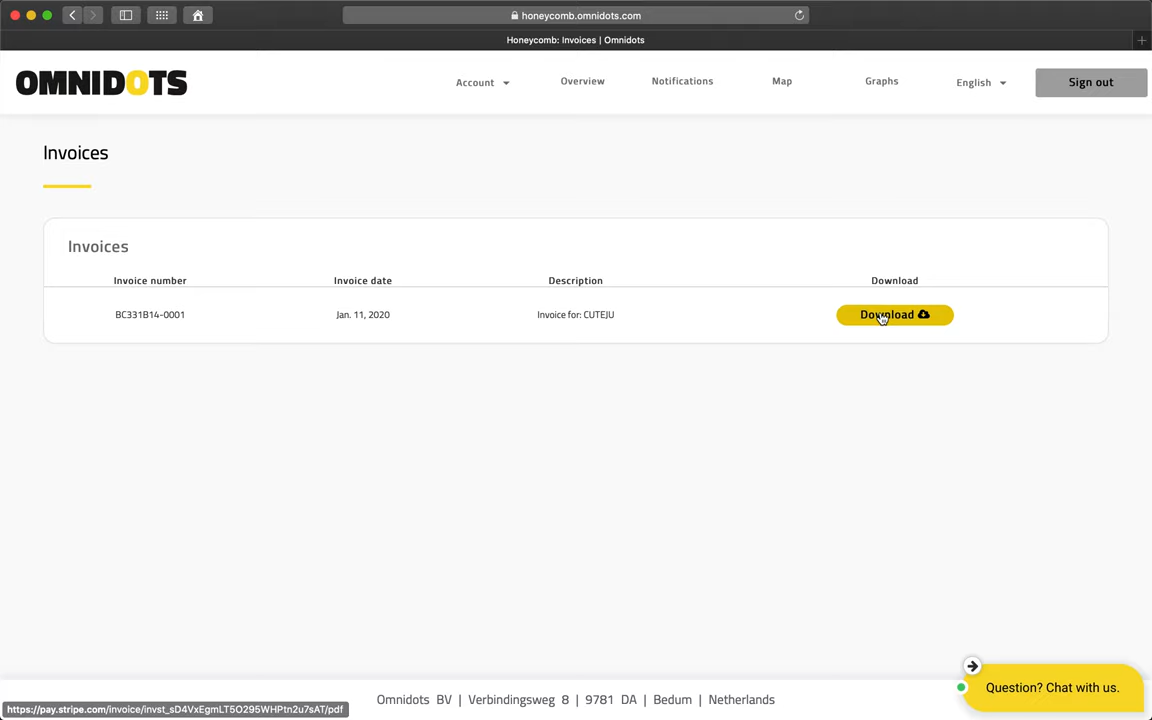 honeycomb.omnidots.com
Honeycomb: Invoices | Omnidots
OMNIDOTS
Account
Overview
Notifications
Map
Graphs
English
Sign out
Invoices
Invoices
Invoice number
Invoice date
Description
Download
BC331B14-0001
Jan. 11, 2020
Invoice for: CUTEJU
Download
Question? Chat with us.
Omnidots BV | Verbindingsweg 8 | 9781 DA | Bedum | Netherlands
https://pay.stripe.com/invoice/invst_sD4VxEgmLT5O295WHPtn2u7sAT/pdf